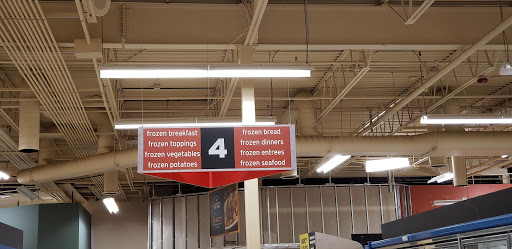 frozen breakfast
frozen toppings
frozen vegetables
frozen potatoes
4
frozen bread
frozen dinners
frozen entrees
frozen seafood